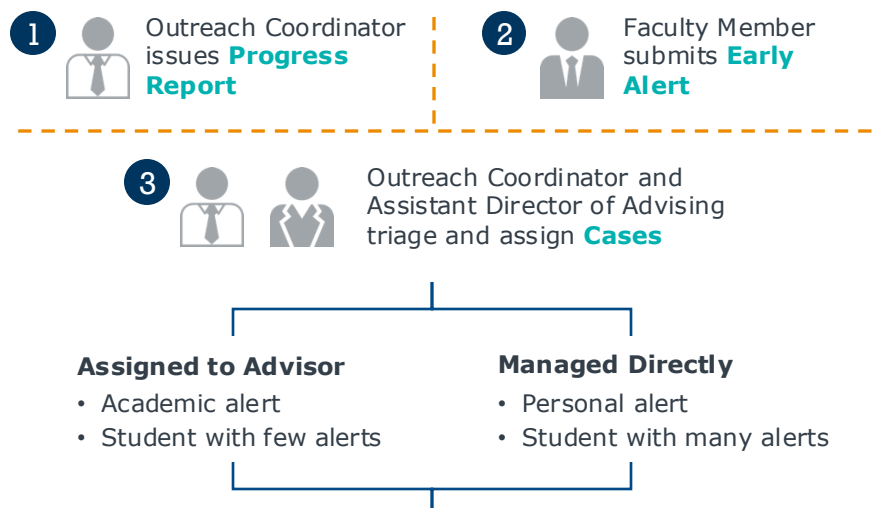 1
Outreach Coordinator
issues Progress
Report
2
Faculty Member
submits Early
Alert
3
Outreach Coordinator and
Assistant Director of Advising
triage and assign Cases
Assigned to Advisor
• Academic alert
• Student with few alerts
Managed Directly
• Personal alert
• Student with many alerts